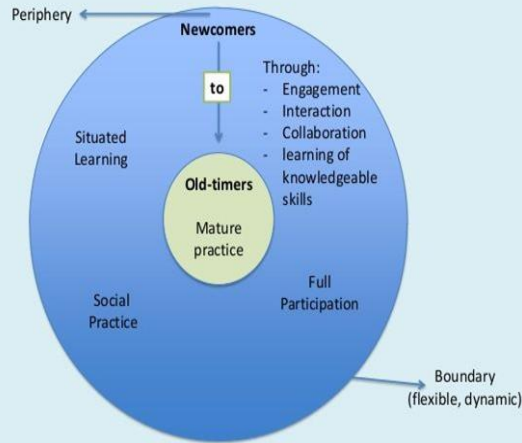 Periphery
Newcomers
to
Through:
- Engagement
- Interaction
- Collaboration
- learning of
knowledgeable
skills
Situated
Learning
Old-timers
Mature
practice
Social
Practice
Full
Participation
Boundary
(flexible, dynamic)